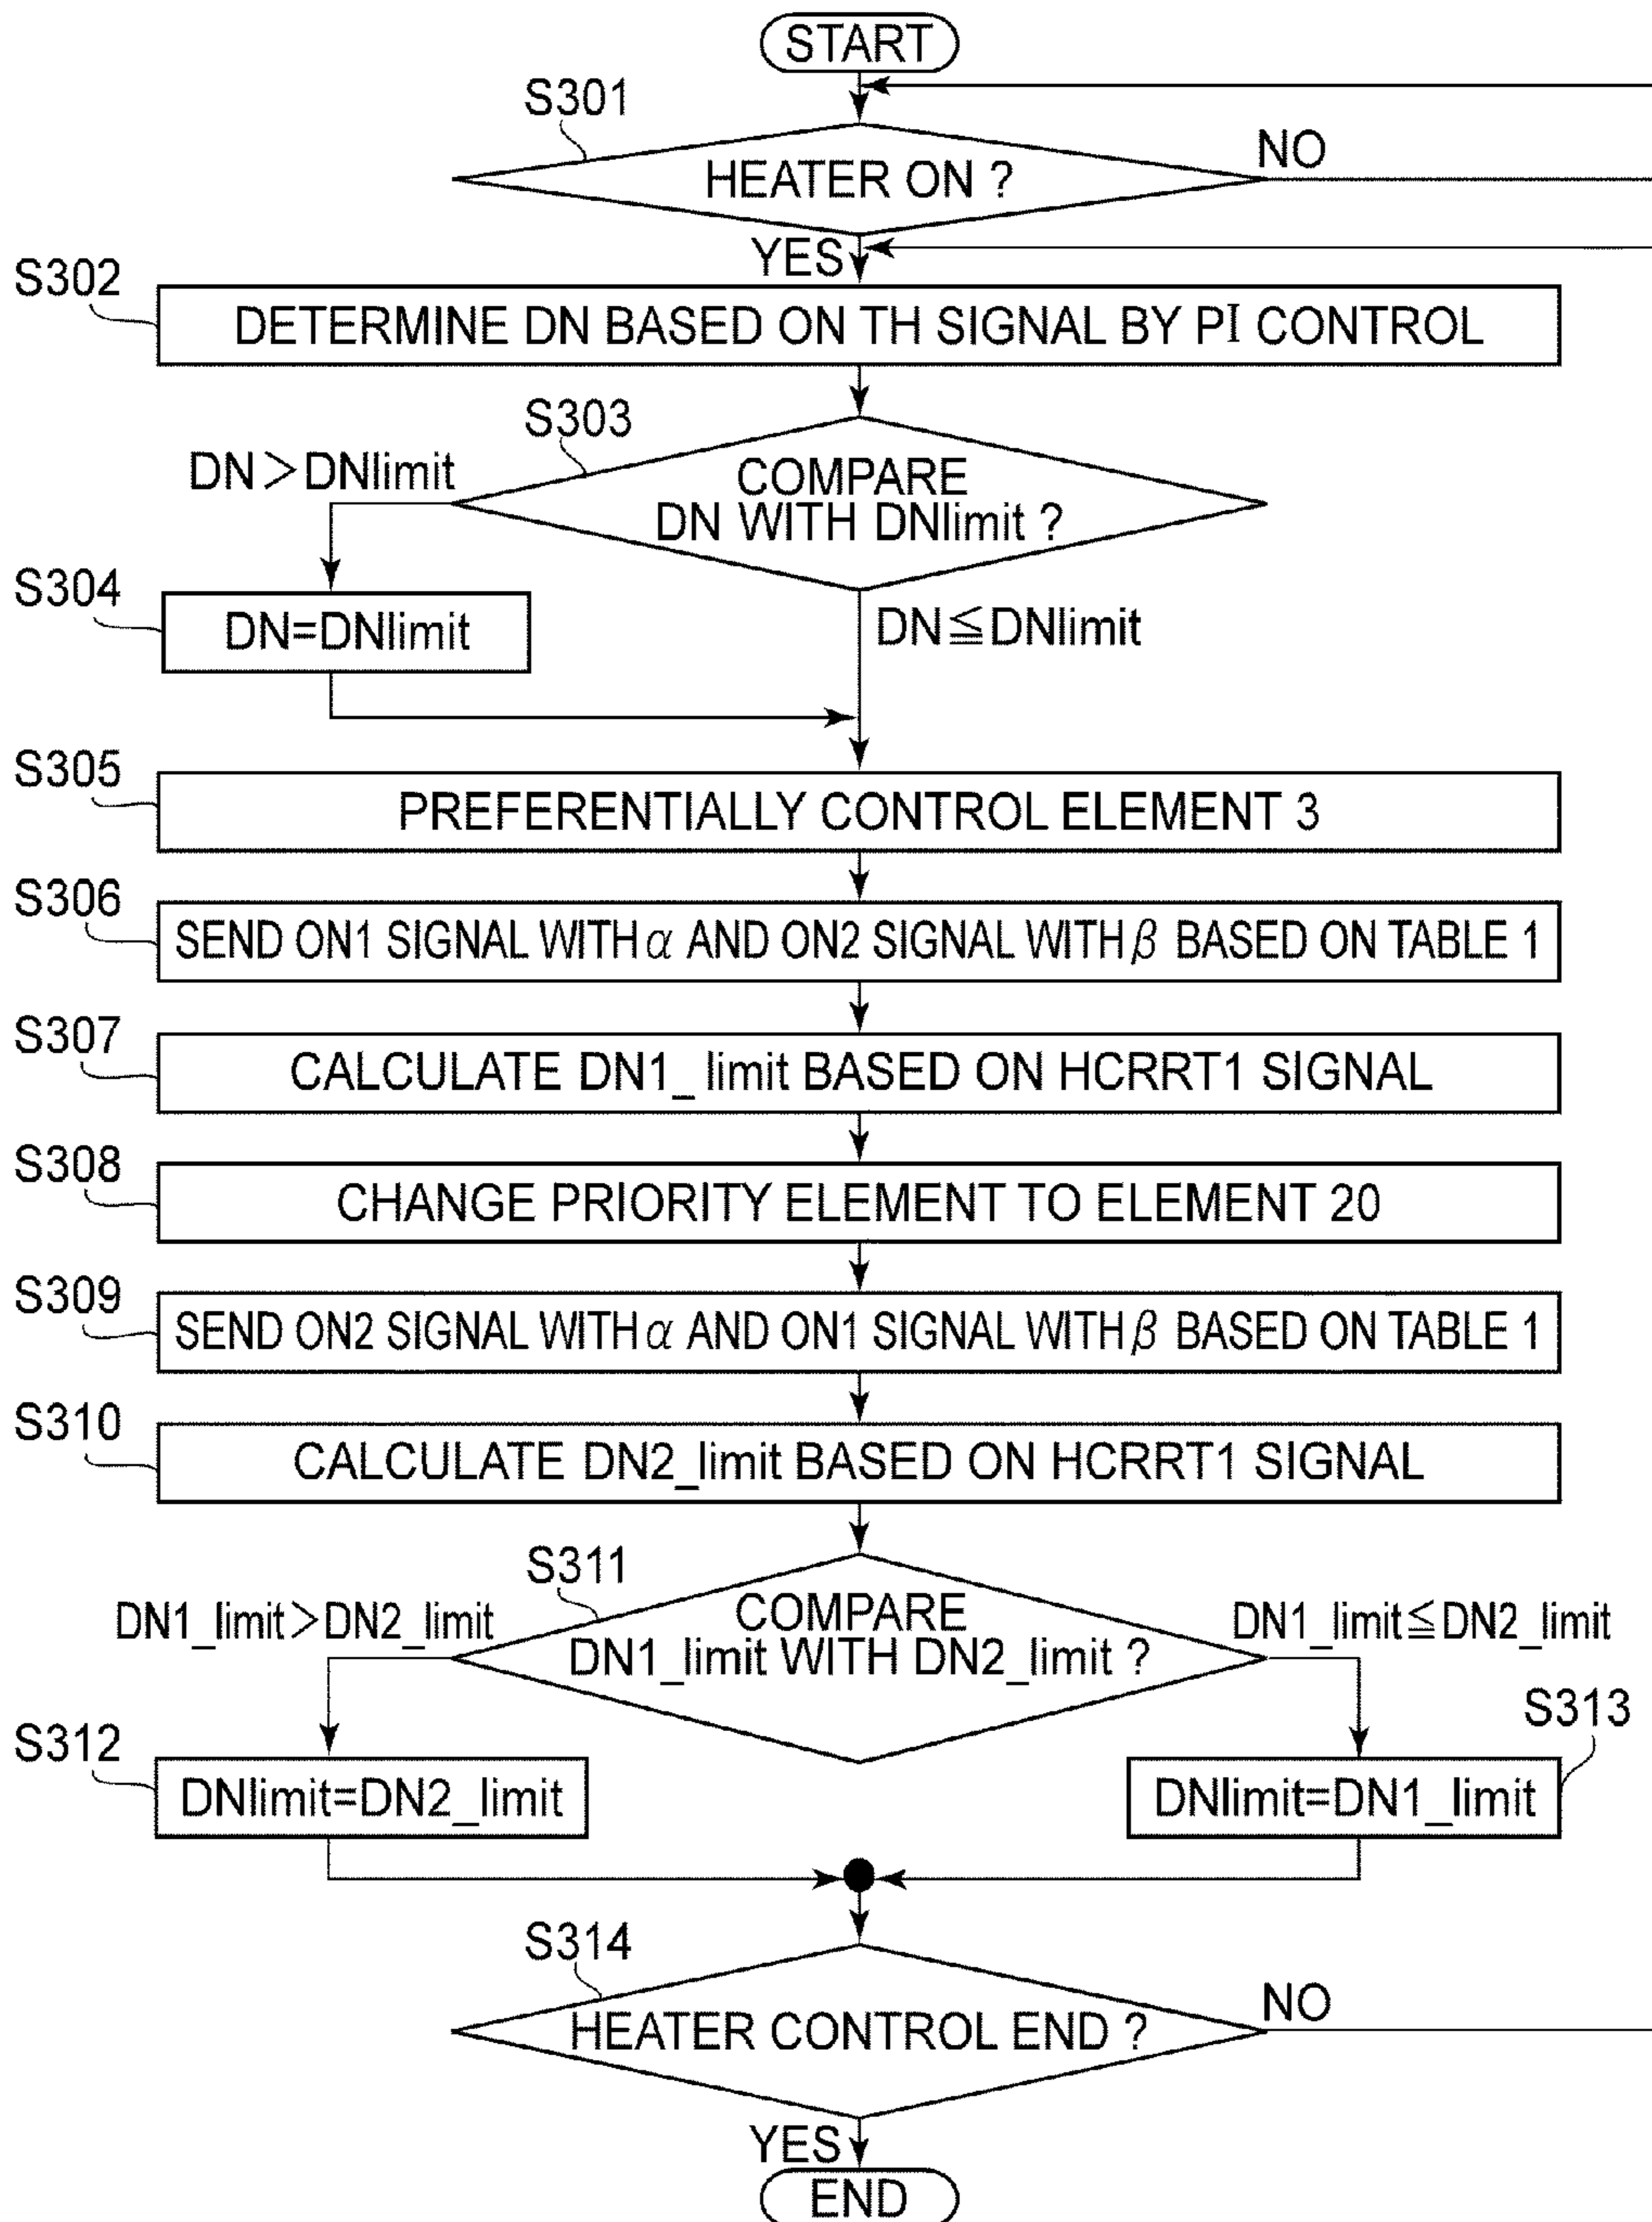 START
S301
HEATER ON ?
NO
YES
S302
DETERMINE DN BASED ON TH SIGNAL BY PI CONTROL
S303
DN>DNlimit
COMPARE
DN WITH DNlimit ?
S304
DN=DNlimit
DN≦DNlimit
S305
PREFERENTIALLY CONTROL ELEMENT 3
S306
SEND ON1 SIGNAL WITH α AND ON2 SIGNAL WITH β BASED ON TABLE 1
S307
CALCULATE DN1_limit BASED ON HCRRT1 SIGNAL
S308
CHANGE PRIORITY ELEMENT TO ELEMENT 20
S309
SEND ON2 SIGNAL WITH α AND ON1 SIGNAL WITH β BASED ON TABLE 1
S310
CALCULATE DN2_limit BASED ON HCRRT1 SIGNAL
S311
DN1_limit>DN2_limit
COMPARE
DN1_limit WITH DN2_limit ?
DN1_limit≦DN2_limit
S312
DNlimit=DN2_limit
S313
DNlimit=DN1_limit
S314
HEATER CONTROL END ?
NO
YES
END